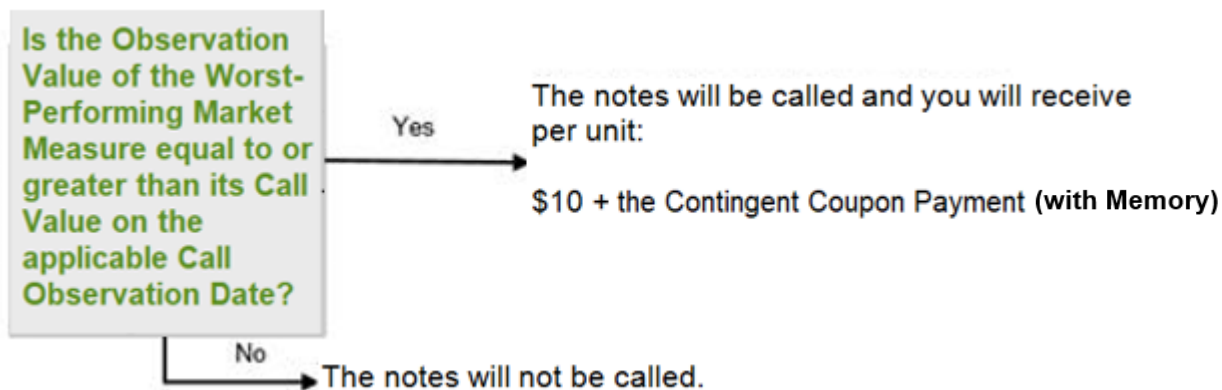 Is the Observation
Value of the Worst-
Performing Market
Measure equal to or
greater than its Call
Value on the
applicable Call
Observation Date?
Yes
The notes will be called and you will receive
per unit:
$10 + the Contingent Coupon Payment (with Memory)
No
The notes will not be called.